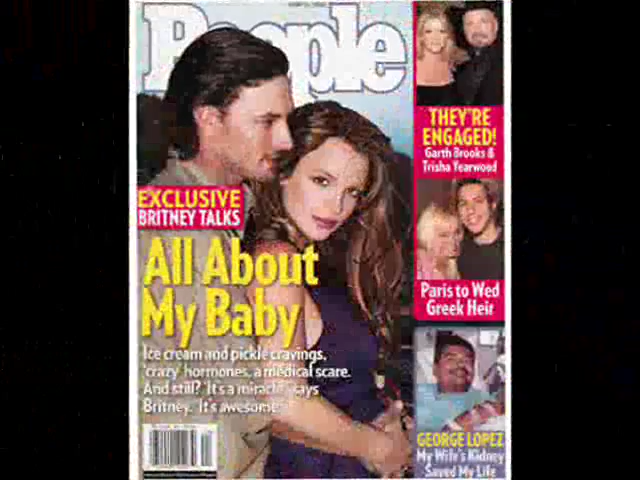 People
THEY'RE
ENGAGED!
Garth Brooks &
Trisha Yearwood
EXCLUSIVE
BRITNEY TALKS
All About
My Baby
Ice cream and pickle cravings,
'crazy' hormones, a medical scare.
And still? 'It's a miracle,' says
Britney. 'It's awesome.'
Paris to Wed
Greek Heir
GEORGE LOPEZ
My Wife's Kidney
Saved My Life